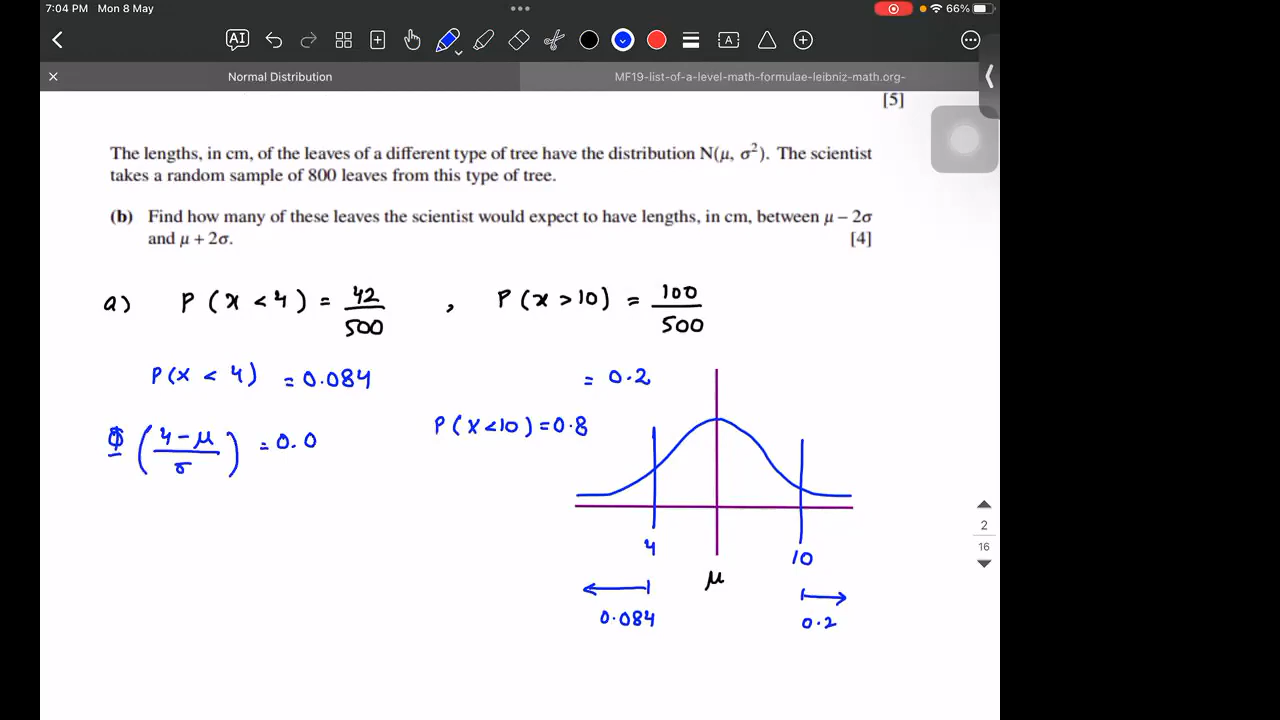 7:04 PM Mon 8 May
66%
AI
A
Normal Distribution
MF19-list-of-a-level-math-formulae-leibniz-math.org-
[5]
The lengths, in cm, of the leaves of a different type of tree have the distribution N(μ, σ²). The scientist
takes a random sample of 800 leaves from this type of tree.
(b) Find how many of these leaves the scientist would expect to have lengths, in cm, between μ − 2σ
and μ + 2σ. [4]
a) P(x < 4) = 42/500 , P(x > 10) = 100/500
P(x < 4) = 0.084 = 0.2
Φ((4-μ)/σ) = 0.0 P(x < 10) = 0.8
2
16
4 10
μ
0.084 0.2